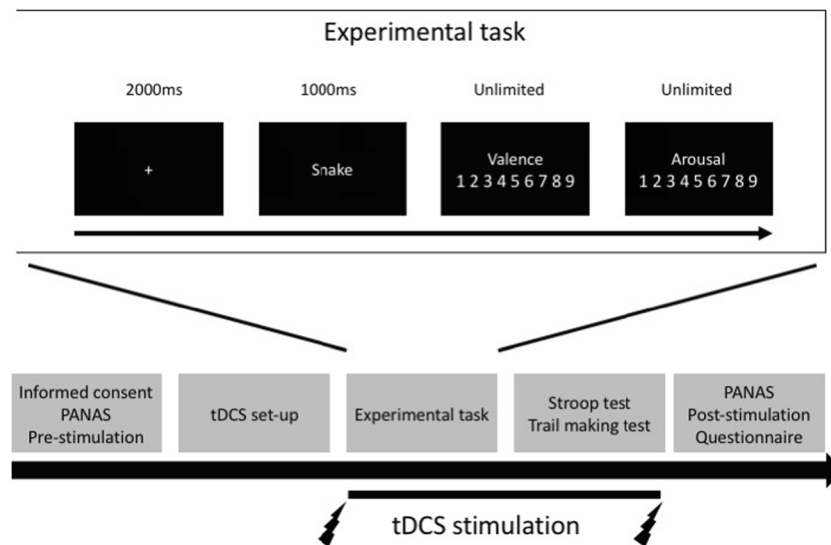 Experimental task
2000ms
1000ms
Unlimited
Unlimited
+
Snake
Valence
1 2 3 4 5 6 7 8 9
Arousal
1 2 3 4 5 6 7 8 9
Informed consent
PANAS
Pre-stimulation
tDCS set-up
Experimental task
Stroop test
Trail making test
PANAS
Post-stimulation
Questionnaire
tDCS stimulation